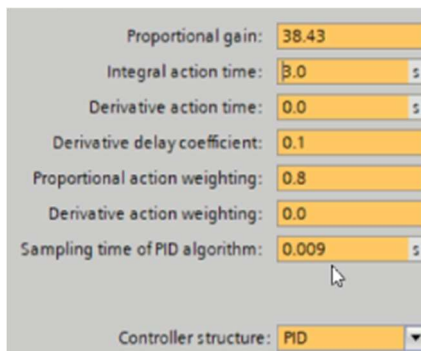 Proportional gain: 38.43
Integral action time: 3.0 s
Derivative action time: 0.0 s
Derivative delay coefficient: 0.1
Proportional action weighting: 0.8
Derivative action weighting: 0.0
Sampling time of PID algorithm: 0.009 s
Controller structure: PID